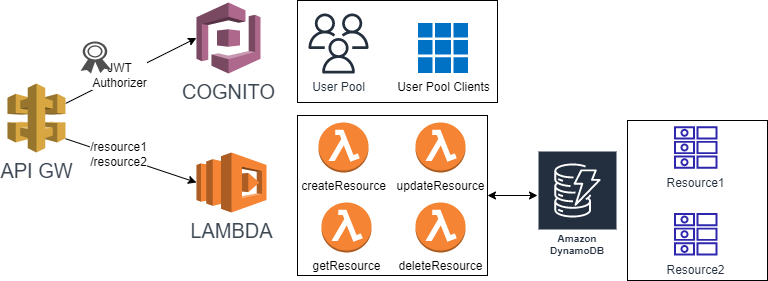 JWT
Authorizer
COGNITO
User Pool
User Pool Clients
API GW
/resource1
/resource2
LAMBDA
createResource
updateResource
getResource
deleteResource
Amazon
DynamoDB
Resource1
Resource2